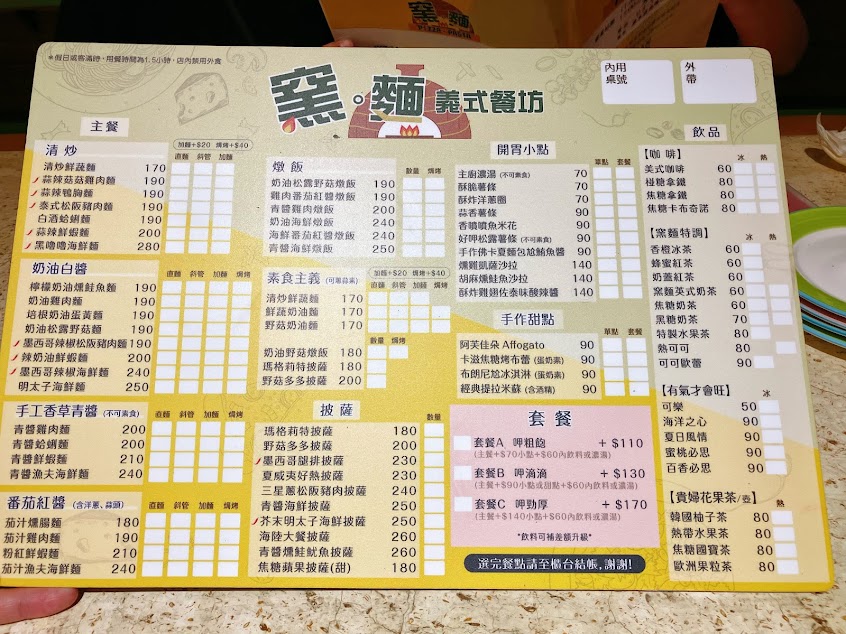 窯.麵
*假日或客滿時,用餐時間為1.5小時,店內禁用外食
窯.麵 義式餐坊
內用桌號
外帶
主餐
加麵+$20 焗烤+$40
清炒 直麵 斜管 加麵
清炒鮮蔬麵 170
蒜辣菇菇雞肉麵 190
蒜辣鴨胸麵 190
泰式松阪豬肉麵 190
白酒蛤蜊麵 190
蒜辣鮮蝦麵 200
黑嚕嚕海鮮麵 280
奶油白醬 直麵 斜管 加麵 焗烤
檸檬奶油燻鮭魚麵 190
奶油雞肉麵 190
培根奶油蛋黃麵 190
奶油松露野菇麵 190
墨西哥辣椒松阪豬肉麵 190
辣奶油鮮蝦麵 200
墨西哥辣椒海鮮麵 240
明太子海鮮麵 250
手工香草青醬 (不可素食) 直麵 斜管 加麵 焗烤
青醬雞肉麵 200
青醬蛤蜊麵 200
青醬鮮蝦麵 210
青醬漁夫海鮮麵 240
番茄紅醬 (含洋蔥、蒜頭) 直麵 斜管 加麵 焗烤
茄汁燻腸麵 180
茄汁雞肉麵 190
粉紅鮮蝦麵 210
茄汁漁夫海鮮麵 240
燉飯 數量 焗烤
奶油松露野菇燉飯 190
雞肉番茄紅醬燉飯 190
青醬雞肉燉飯 200
奶油海鮮燉飯 240
海鮮番茄紅醬燉飯 240
青醬海鮮燉飯 250
素食主義 (可蔥蒜素) 加麵+$20 焗烤+$40
直麵 斜管 加麵 焗烤
清炒鮮蔬麵 170
鮮蔬奶油麵 170
野菇奶油麵 170
數量 焗烤
奶油野菇燉飯 180
瑪格莉特披薩 180
野菇多多披薩 200
披薩 數量
瑪格莉特披薩 180
野菇多多披薩 200
墨西哥腿排披薩 230
夏威夷好熱披薩 230
三星蔥松阪豬肉披薩 240
青醬海鮮披薩 250
芥末明太子海鮮披薩 250
海陸大餐披薩 260
青醬燻鮭魷魚披薩 260
焦糖蘋果披薩(甜) 180
開胃小點 單點 套餐
主廚濃湯 (不可素食) 70
酥脆薯條 70
酥炸洋蔥圈 70
蒜香薯條 90
香噴噴魚米花 90
好呷松露薯條 (不可素食) 90
手作佛卡夏麵包尬鮪魚醬 90
燻雞凱薩沙拉 140
胡麻燻鮭魚沙拉 140
酥炸雞翅佐泰味酸辣醬 140
手作甜點 單點 套餐
阿芙佳朵 Affogato 90
卡滋焦糖烤布蕾 (蛋奶素) 90
布朗尼尬冰淇淋 (蛋奶素) 90
經典提拉米蘇 (含酒精) 90
套餐
套餐A 呷粗飽 + $110
(主餐+$70小點+$60內飲料或濃湯)
套餐B 呷滴滴 + $130
(主餐+$90小點或甜點+$60內飲料或濃湯)
套餐C 呷勁厚 + $170
(主餐+$140小點+$60內飲料或濃湯)
*飲料可補差額升級*
選完餐點請至櫃台結帳,謝謝!
飲品
【咖啡】 冰 熱
美式咖啡 60
榛糖拿鐵 80
焦糖拿鐵 80
焦糖卡布奇諾 80
【窯麵特調】 冰 熱
香橙冰茶 60
蜂蜜紅茶 60
奶蓋紅茶 60
窯麵英式奶茶 60
焦糖奶茶 60
黑糖奶茶 70
特製水果茶 80
熱可可 80
可可歐蕾 90
【有氣才會旺】 冰
可樂 50
海洋之心 90
夏日風情 90
蜜桃必思 90
百香必思 90
【貴婦花果茶/壺】 熱
韓國柚子茶 80
熱帶水果茶 80
焦糖國寶茶 80
歐洲果粒茶 80